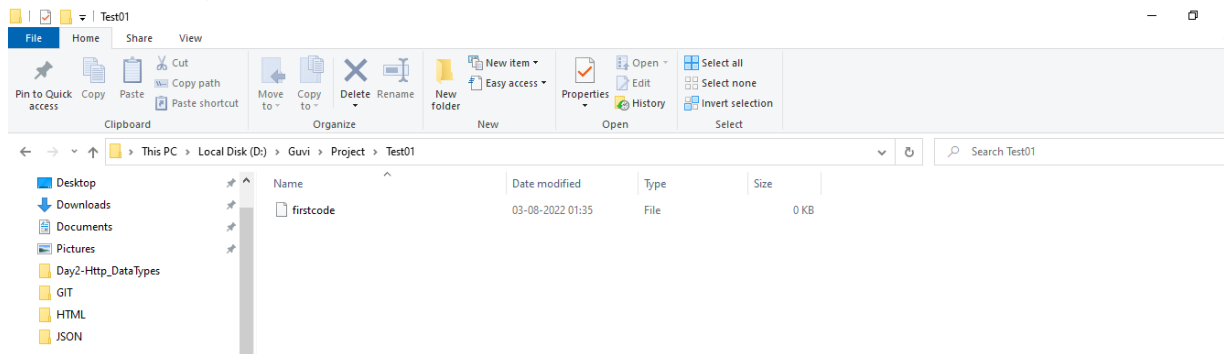 Test01
File Home Share View
Pin to Quick access Copy Paste Cut Copy path Paste shortcut
Move to Copy to Delete Rename New folder New item Easy access
Properties Open Edit History Select all Select none Invert selection
Clipboard Organize New Open Select
This PC > Local Disk (D:) > Guvi > Project > Test01 Search Test01
Desktop
Downloads
Documents
Pictures
Day2-Http_DataTypes
GIT
HTML
JSON
Name Date modified Type Size
firstcode 03-08-2022 01:35 File 0 KB